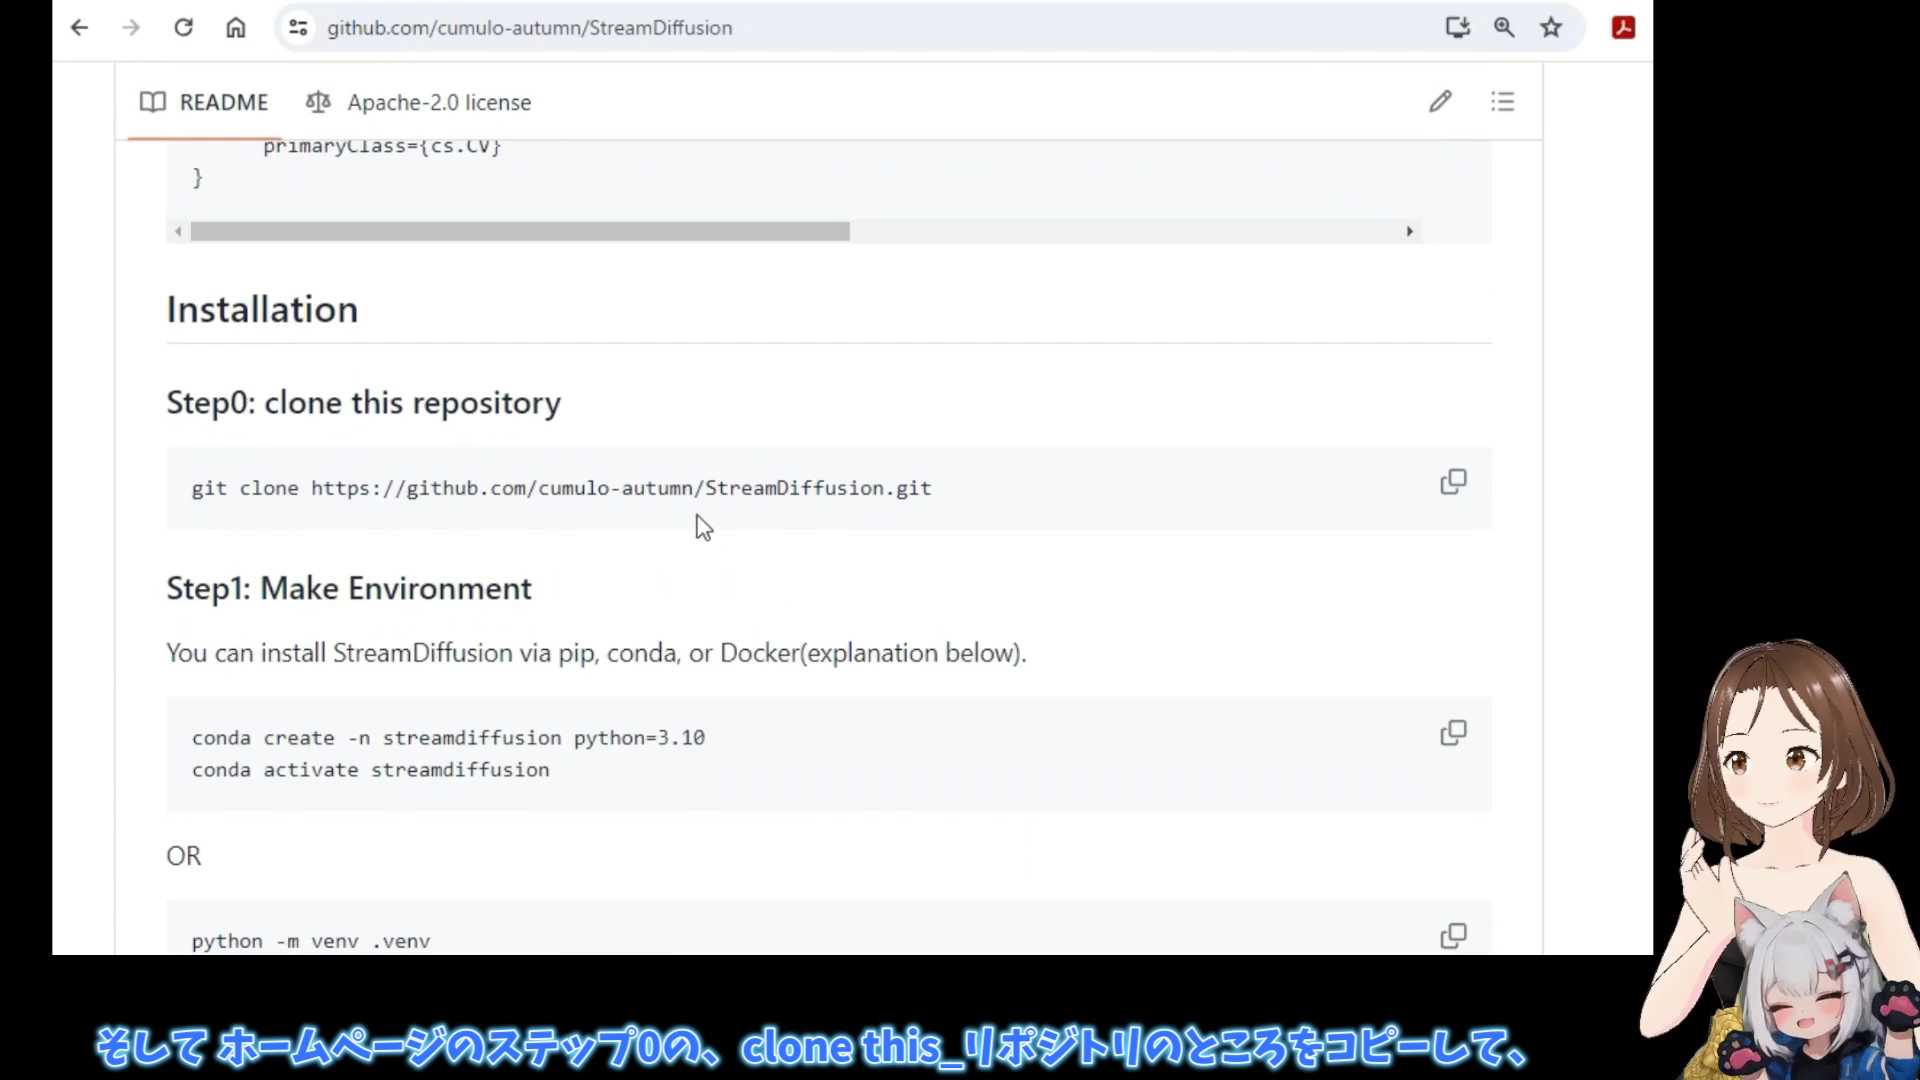 github.com/cumulo-autumn/StreamDiffusion
README
Apache-2.0 license
primaryClass={cs.CV}
}
Installation
Step0: clone this repository
git clone https://github.com/cumulo-autumn/StreamDiffusion.git
Step1: Make Environment
You can install StreamDiffusion via pip, conda, or Docker(explanation below).
conda create -n streamdiffusion python=3.10
conda activate streamdiffusion
OR
python -m venv .venv
そして ホームページのステップ0の、clone this_リポジトリのところをコピーして、